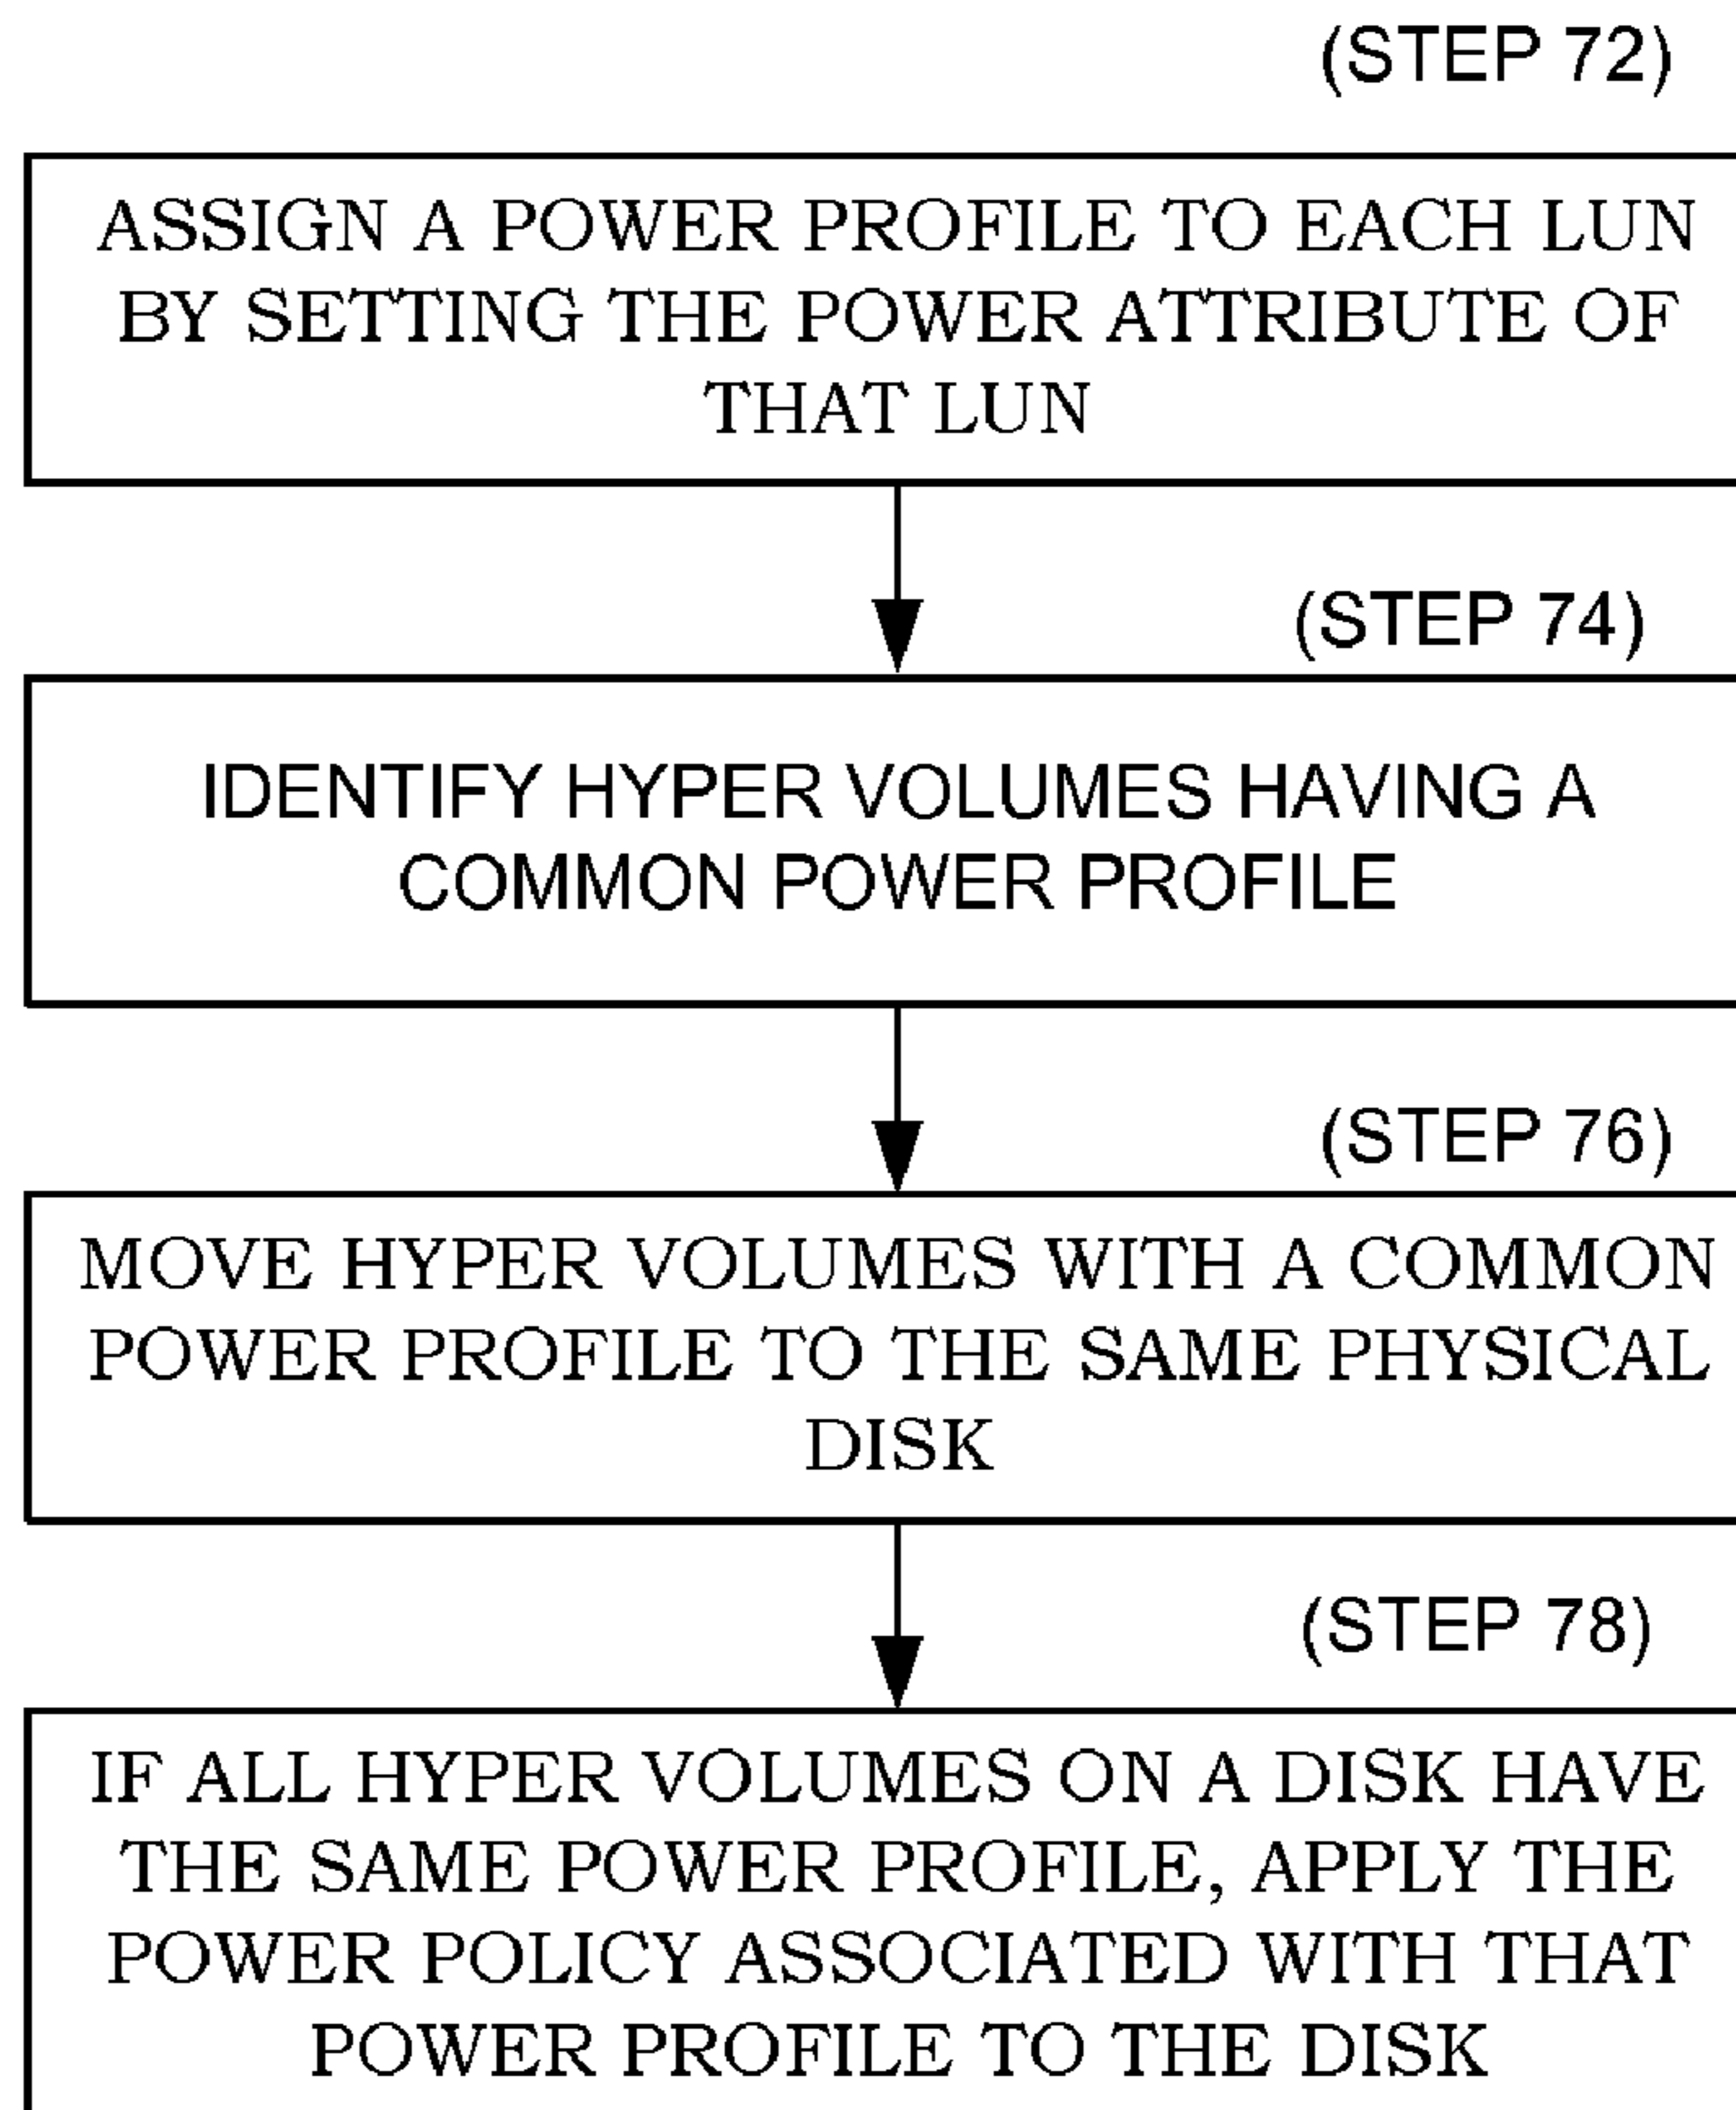 (STEP 72)
ASSIGN A POWER PROFILE TO EACH LUN
BY SETTING THE POWER ATTRIBUTE OF
THAT LUN
(STEP 74)
IDENTIFY HYPER VOLUMES HAVING A
COMMON POWER PROFILE
(STEP 76)
MOVE HYPER VOLUMES WITH A COMMON
POWER PROFILE TO THE SAME PHYSICAL
DISK
(STEP 78)
IF ALL HYPER VOLUMES ON A DISK HAVE
THE SAME POWER PROFILE, APPLY THE
POWER POLICY ASSOCIATED WITH THAT
POWER PROFILE TO THE DISK